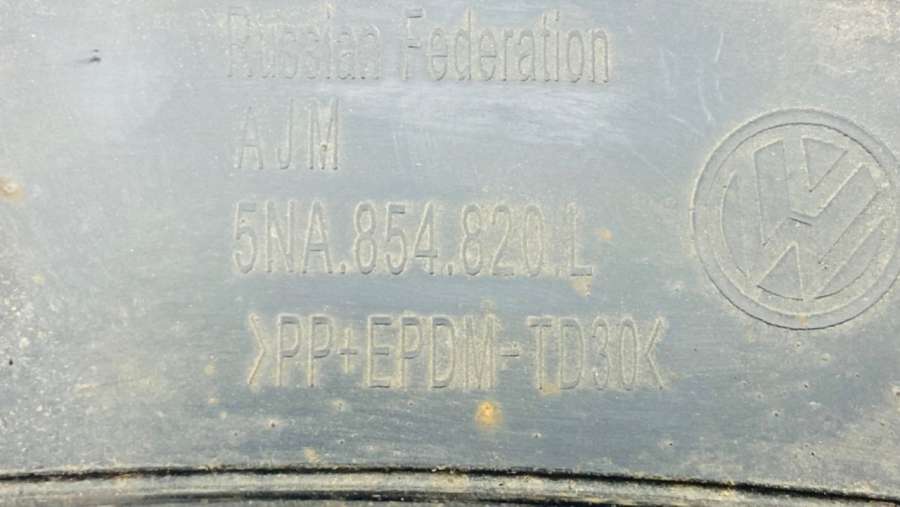 Russian Federation
AJM
5NA.854.820.L
>PP+EPDM-TD30<